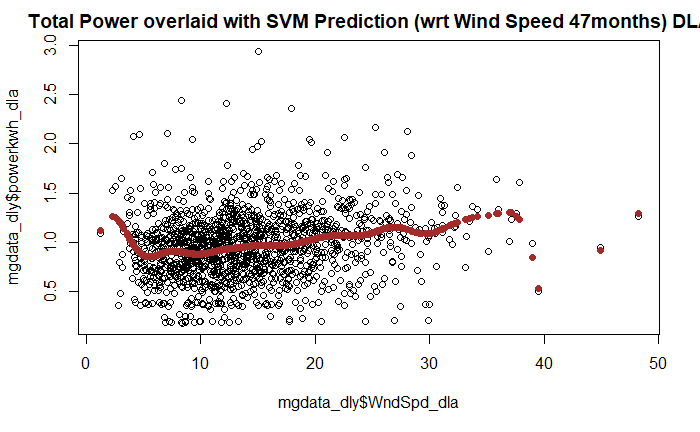 Total Power overlaid with SVM Prediction (wrt Wind Speed 47months) DLA
mgdata_dly$powerkwh_dla
3.0
2.5
2.0
1.5
1.0
0.5
0 10 20 30 40 50
mgdata_dly$WndSpd_dla